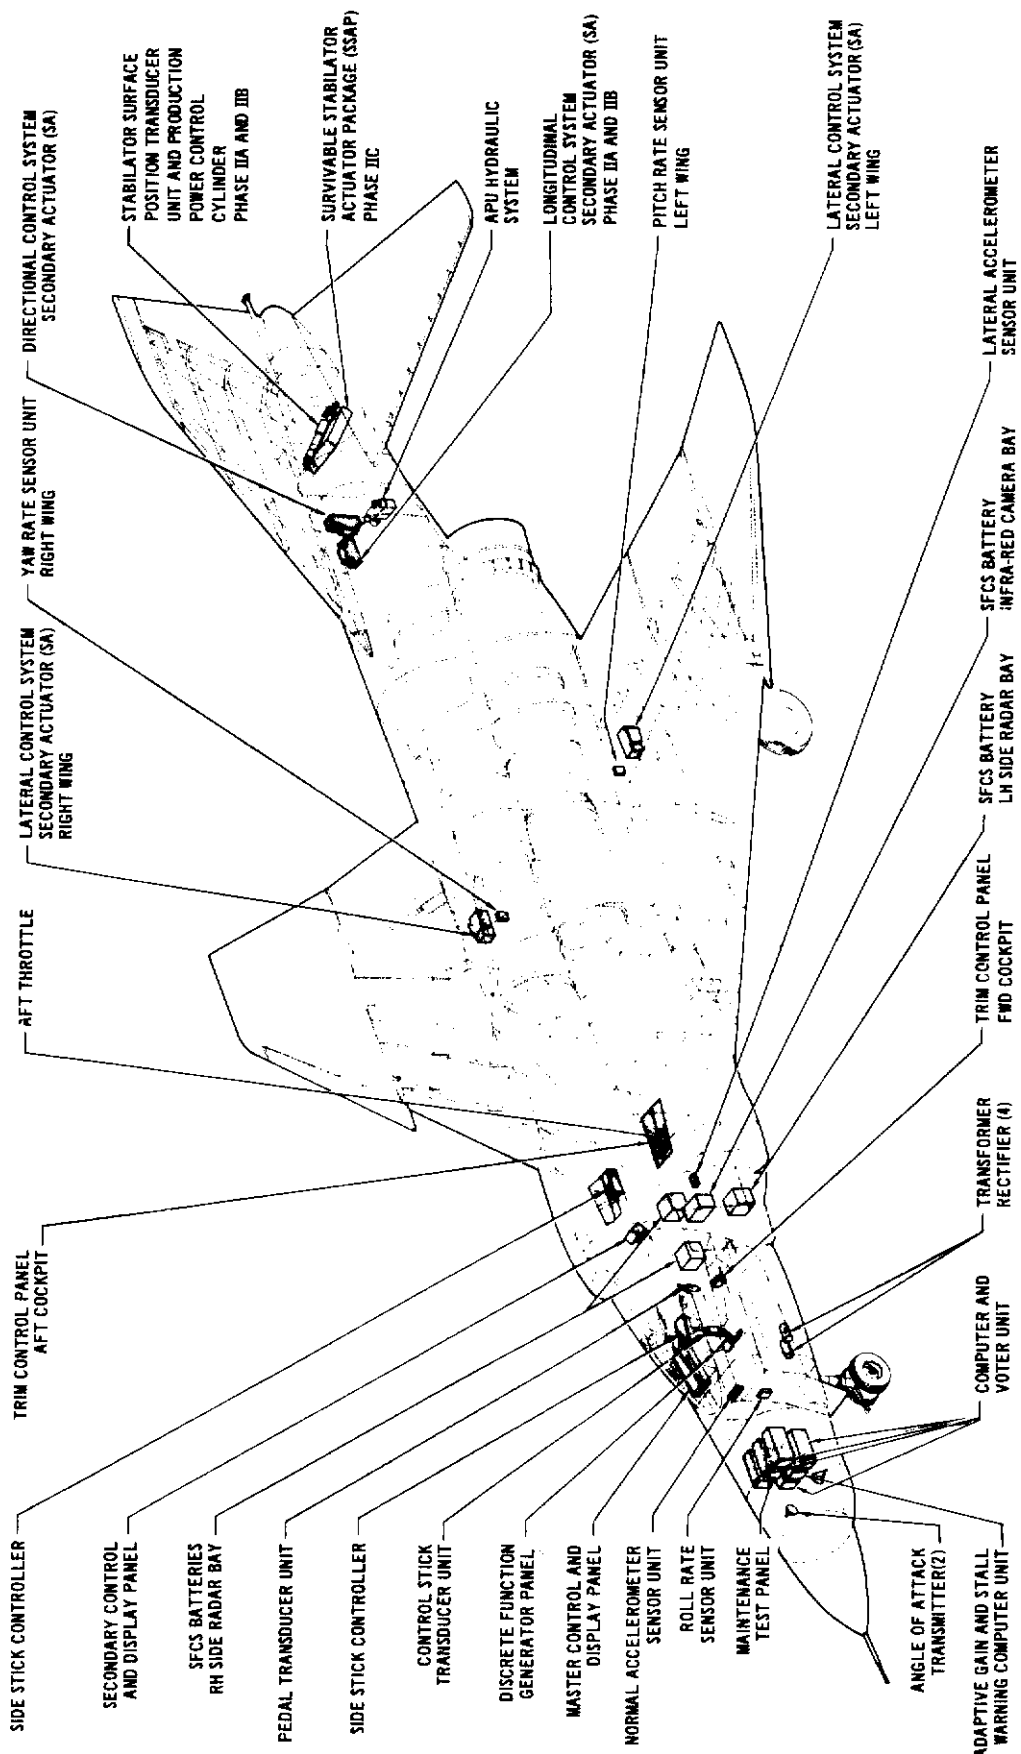 SIDE STICK CONTROLLER
SECONDARY CONTROL
AND DISPLAY PANEL
SFCS BATTERIES
RH SIDE RADAR BAY
PEDAL TRANSDUCER UNIT
SIDE STICK CONTROLLER
CONTROL STICK
TRANSDUCER UNIT
DISCRETE FUNCTION
GENERATOR PANEL
MASTER CONTROL AND
DISPLAY PANEL
NORMAL ACCELEROMETER
SENSOR UNIT
ROLL RATE
SENSOR UNIT
MAINTENANCE
TEST PANEL
ANGLE OF ATTACK
TRANSMITTER(2)
ADAPTIVE GAIN AND STALL
WARNING COMPUTER UNIT
TRIM CONTROL PANEL
AFT COCKPIT
AFT THROTTLE
LATERAL CONTROL SYSTEM
SECONDARY ACTUATOR (SA)
RIGHT WING
YAW RATE SENSOR UNIT
RIGHT WING
DIRECTIONAL CONTROL SYSTEM
SECONDARY ACTUATOR (SA)
STABILATOR SURFACE
POSITION TRANSDUCER
UNIT AND PRODUCTION
POWER CONTROL
CYLINDER
PHASE IIA AND IIB
SURVIVABLE STABILATOR
ACTUATOR PACKAGE (SSAP)
PHASE IIC
APU HYDRAULIC
SYSTEM
LONGITUDINAL
CONTROL SYSTEM
SECONDARY ACTUATOR (SA)
PHASE IIA AND IIB
PITCH RATE SENSOR UNIT
LEFT WING
LATERAL CONTROL SYSTEM
SECONDARY ACTUATOR (SA)
LEFT WING
LATERAL ACCELEROMETER
SENSOR UNIT
SFCS BATTERY
INFRA-RED CAMERA BAY
SFCS BATTERY
LH SIDE RADAR BAY
TRIM CONTROL PANEL
FWD COCKPIT
TRANSFORMER
RECTIFIER (4)
COMPUTER AND
VOTER UNIT